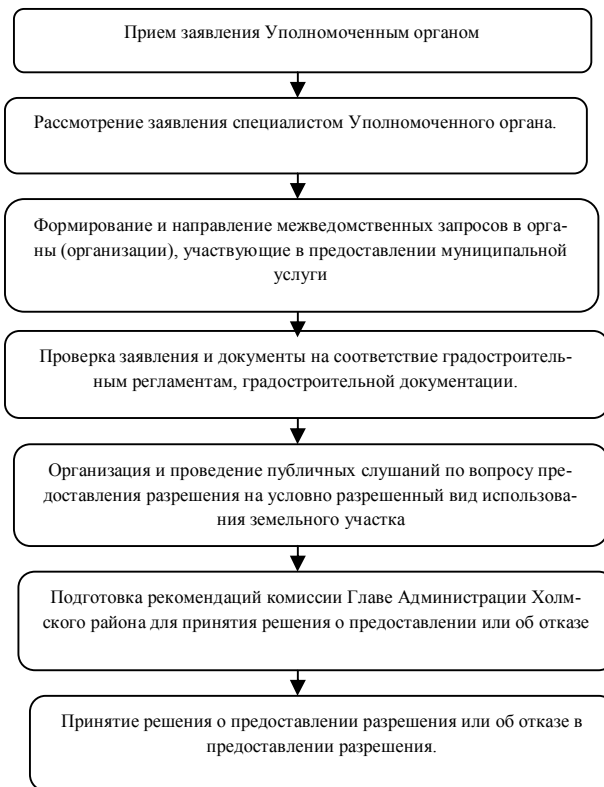 Прием заявления Уполномоченным органом
Рассмотрение заявления специалистом Уполномоченного органа.
Формирование и направление межведомственных запросов в орга-
ны (организации), участвующие в предоставлении муниципальной
услуги
Проверка заявления и документы на соответствие градостроитель-
ным регламентам, градостроительной документации.
Организация и проведение публичных слушаний по вопросу пре-
доставления разрешения на условно разрешенный вид использова-
ния земельного участка
Подготовка рекомендаций комиссии Главе Администрации Холм-
ского района для принятия решения о предоставлении или об отказе
Принятие решения о предоставлении разрешения или об отказе в
предоставлении разрешения.